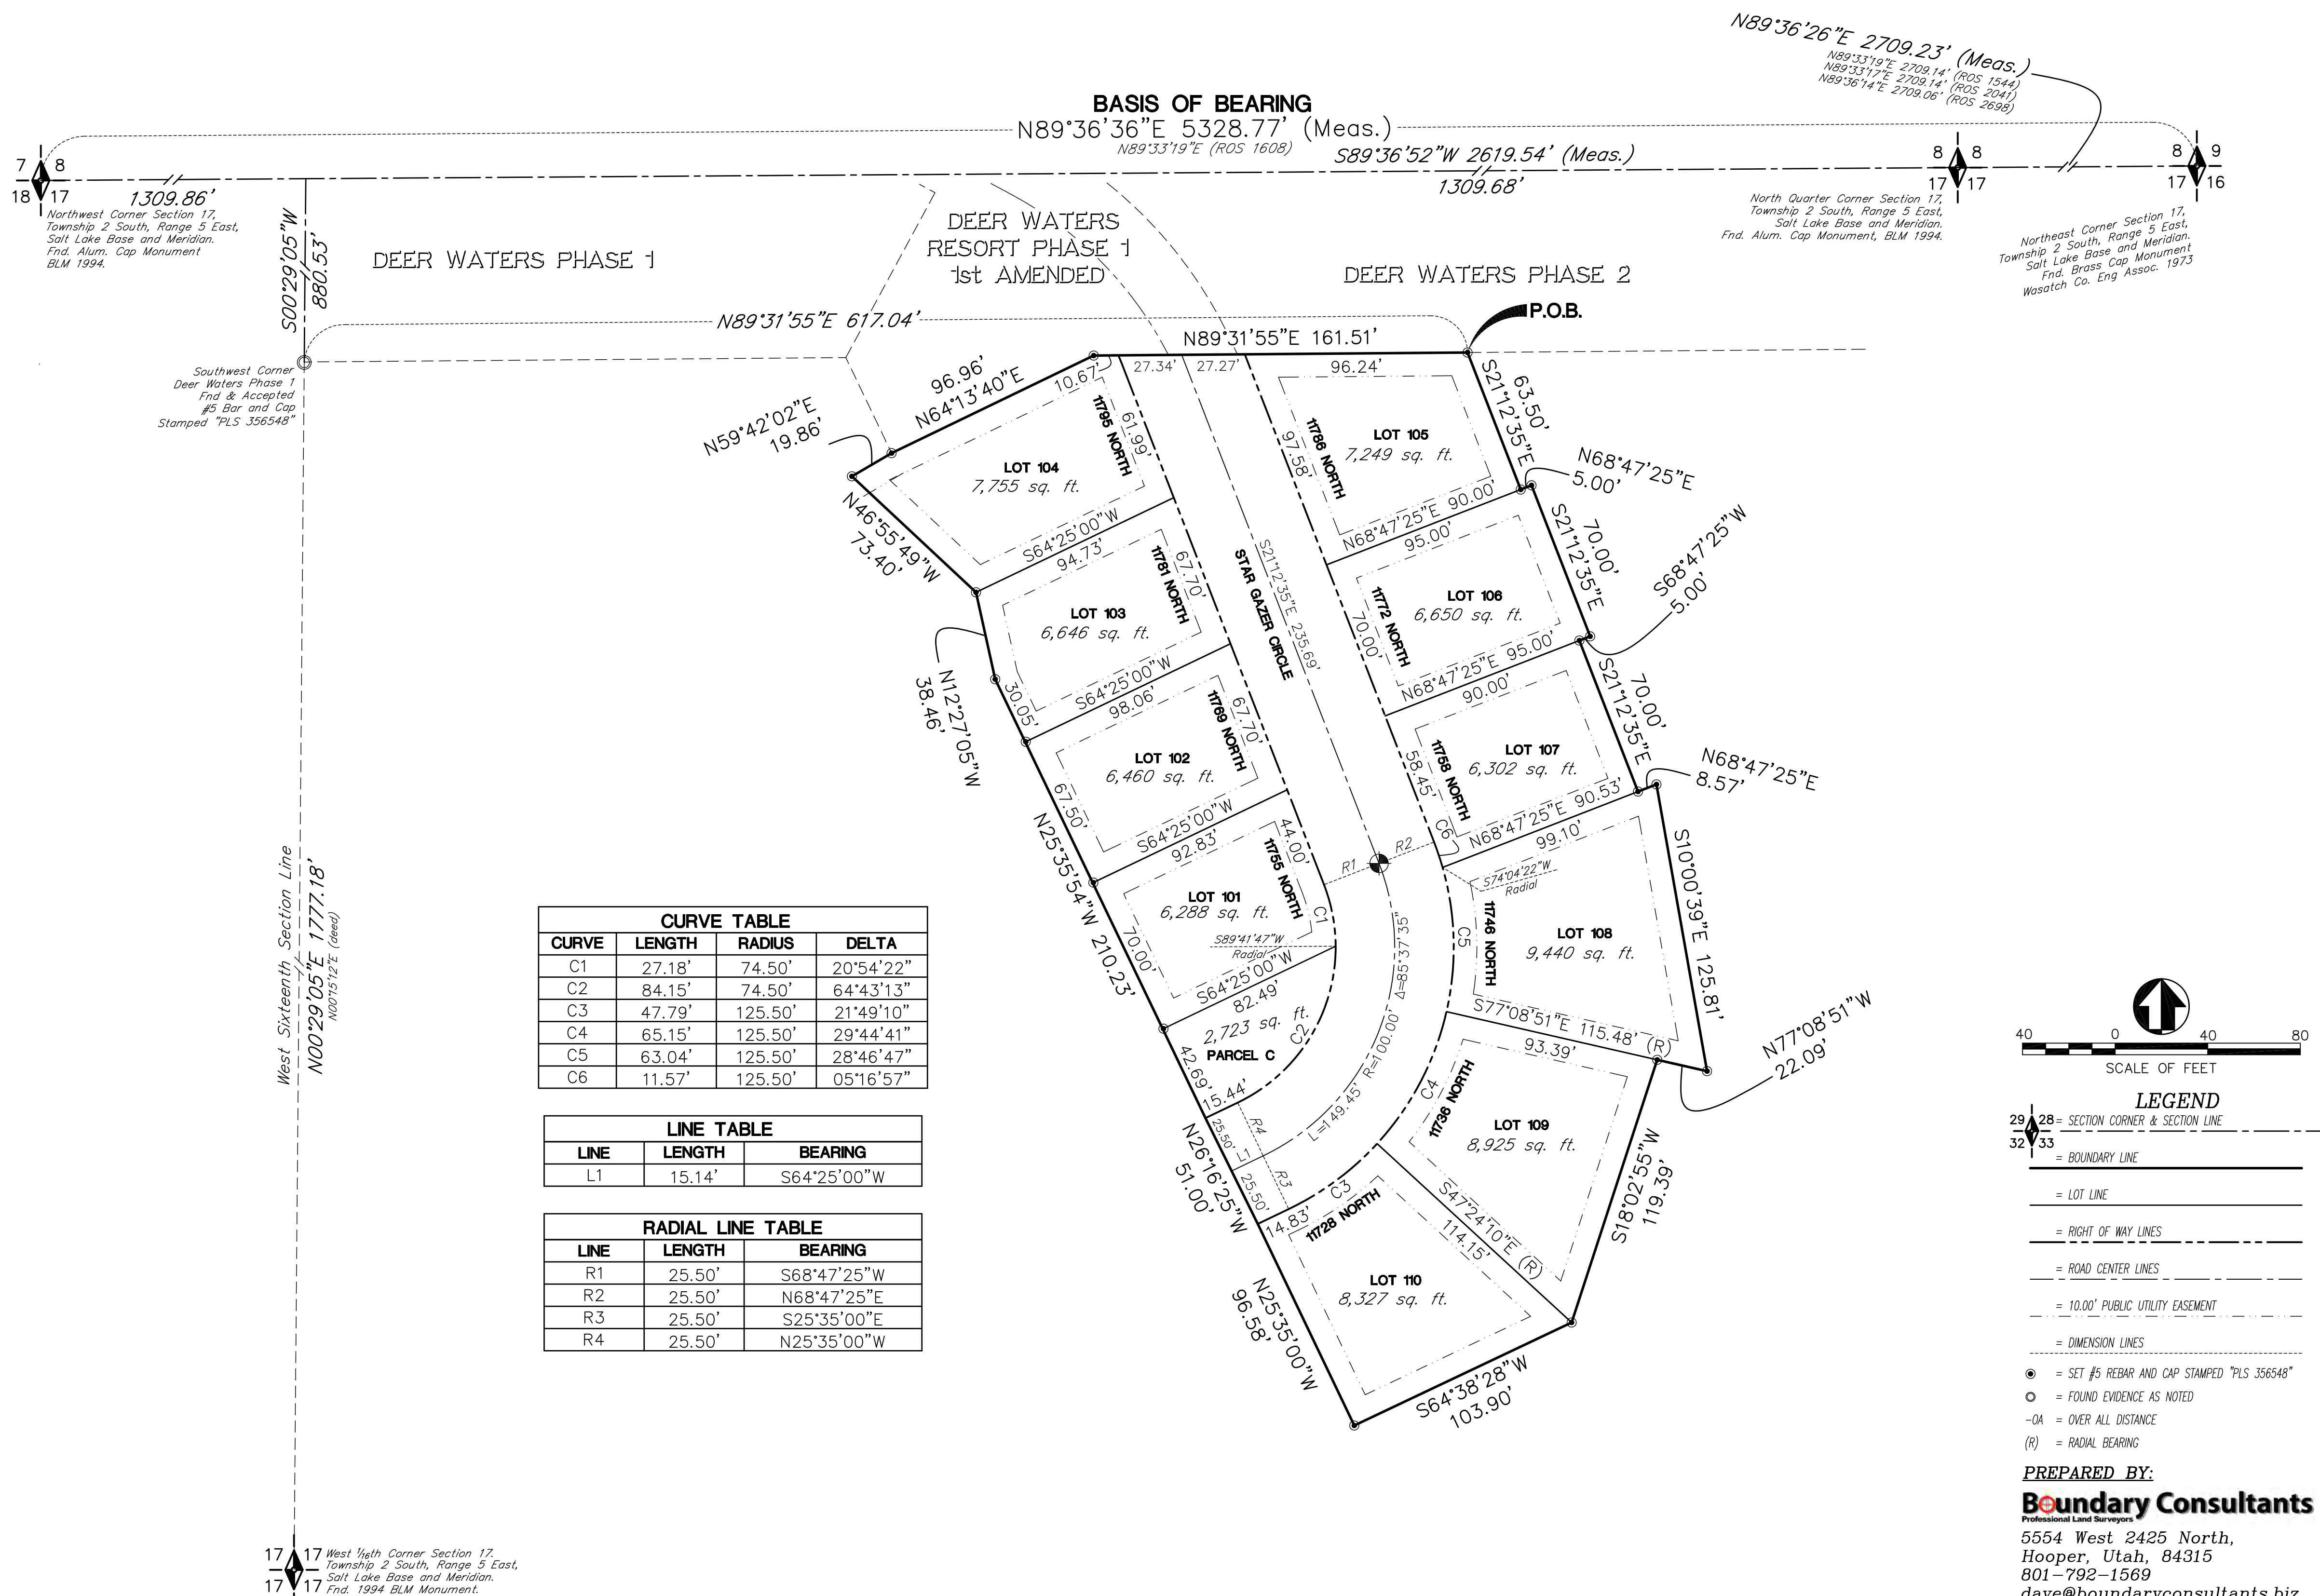 N89°36'26"E 2709.23' (Meas.)
N89°33'19"E 2709.14' (ROS 1544)
N89°33'17"E 2709.14' (ROS 2041)
N89°36'14"E 2709.06' (ROS 2698)
BASIS OF BEARING
N89°36'36"E 5328.77' (Meas.)
N89°33'19"E (ROS 1608)
S89°36'52"W 2619.54' (Meas.)
7 8
18 17
1309.86'
1309.68'
8 8
17 17
8 9
17 16
Northwest Corner Section 17,
Township 2 South, Range 5 East,
Salt Lake Base and Meridian.
Fnd. Alum. Cap Monument
BLM 1994.
North Quarter Corner Section 17,
Township 2 South, Range 5 East,
Salt Lake Base and Meridian.
Fnd. Alum. Cap Monument, BLM 1994.
Northeast Corner Section 17,
Township 2 South, Range 5 East,
Salt Lake Base and Meridian.
Fnd. Brass Cap Monument
Wasatch Co. Eng Assoc. 1973
S00°29'05"W
880.53'
DEER WATERS PHASE 1
DEER WATERS
RESORT PHASE 1
1st AMENDED
DEER WATERS PHASE 2
P.O.B.
N89°31'55"E 617.04'
N89°31'55"E 161.51'
27.34'
27.27'
96.24'
10.67'
Southwest Corner
Deer Waters Phase 1
Fnd & Accepted
#5 Bar and Cap
Stamped "PLS 356548"
96.96'
N64°13'40"E
N59°42'02"E
19.86'
N46°55'49"W
73.40'
N12°27'05"W
38.46'
30.05'
67.50'
N25°35'54"W 210.23'
70.00'
42.69'
LOT 104
7,755 sq. ft.
11795 NORTH
61.99'
S64°25'00"W
94.73'
LOT 103
6,646 sq. ft.
11781 NORTH
67.70'
S64°25'00"W
98.06'
LOT 102
6,460 sq. ft.
11769 NORTH
67.70'
S64°25'00"W
92.83'
LOT 101
6,288 sq. ft.
11755 NORTH
44.00'
C1
S89°41'47"W
Radial
S64°25'00"W
82.49'
2,723 sq. ft.
PARCEL C
C2
15.44'
25.50'
L1
R4
R3
25.50'
14.83'
N26°16'25"W
51.00'
STAR GAZER CIRCLE
S21°12'35"E 235.69'
R1
R2
Δ=85°37'35"
R=100.00'
L=149.45'
LOT 105
7,249 sq. ft.
11786 NORTH
97.58'
S21°12'35"E
63.50'
N68°47'25"E
5.00'
N68°47'25"E 90.00'
95.00'
LOT 106
6,650 sq. ft.
11772 NORTH
70.00'
S21°12'35"E
70.00'
S68°47'25"W
5.00'
N68°47'25"E 95.00'
90.00'
LOT 107
6,302 sq. ft.
11758 NORTH
58.45'
C6
S21°12'35"E
70.00'
N68°47'25"E
8.57'
N68°47'25"E 90.53'
99.10'
S74°04'22"W
Radial
LOT 108
9,440 sq. ft.
11746 NORTH
C5
S10°00'39"E 125.81'
S77°08'51"E 115.48' (R)
93.39'
N77°08'51"W
22.09'
LOT 109
8,925 sq. ft.
11736 NORTH
C4
S18°02'55"W
119.39'
S47°24'10"E (R)
114.15'
C3
11728 NORTH
LOT 110
8,327 sq. ft.
N25°35'00"W
96.58'
S64°38'28"W
103.90'
West Sixteenth Section Line
N00°29'05"E 1777.18'
N00°15'12"E (deed)
CURVE TABLE
CURVE LENGTH RADIUS DELTA
C1 27.18' 74.50' 20°54'22"
C2 84.15' 74.50' 64°43'13"
C3 47.79' 125.50' 21°49'10"
C4 65.15' 125.50' 29°44'41"
C5 63.04' 125.50' 28°46'47"
C6 11.57' 125.50' 05°16'57"
LINE TABLE
LINE LENGTH BEARING
L1 15.14' S64°25'00"W
RADIAL LINE TABLE
LINE LENGTH BEARING
R1 25.50' S68°47'25"W
R2 25.50' N68°47'25"E
R3 25.50' S25°35'00"E
R4 25.50' N25°35'00"W
17 17
17 17
West 1/16th Corner Section 17.
Township 2 South, Range 5 East,
Salt Lake Base and Meridian.
Fnd. 1994 BLM Monument.
40 0 40 80
SCALE OF FEET
LEGEND
29 28 = SECTION CORNER & SECTION LINE
32 33
= BOUNDARY LINE
= LOT LINE
= RIGHT OF WAY LINES
= ROAD CENTER LINES
= 10.00' PUBLIC UTILITY EASEMENT
= DIMENSION LINES
= SET #5 REBAR AND CAP STAMPED "PLS 356548"
= FOUND EVIDENCE AS NOTED
-OA = OVER ALL DISTANCE
(R) = RADIAL BEARING
PREPARED BY:
Boundary Consultants
Professional Land Surveyors
5554 West 2425 North,
Hooper, Utah, 84315
801-792-1569
dave@boundaryconsultants.biz